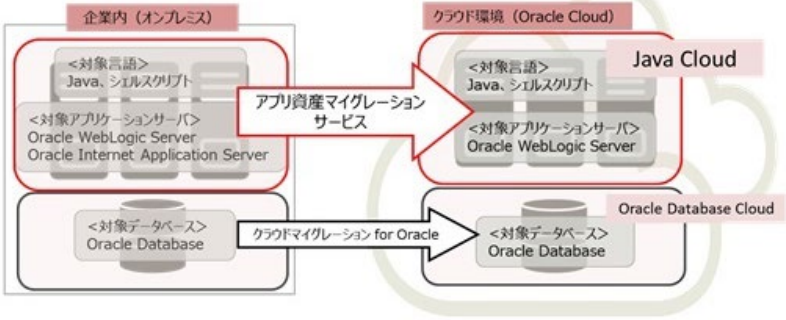 企業内（オンプレミス）
<対象言語>
Java、シェルスクリプト
<対象アプリケーションサーバ>
Oracle WebLogic Server
Oracle Internet Application Server
<対象データベース>
Oracle Database
アプリ資産マイグレーション
サービス
クラウドマイグレーション for Oracle
クラウド環境（Oracle Cloud）
Java Cloud
<対象言語>
Java、シェルスクリプト
<対象アプリケーションサーバ>
Oracle WebLogic Server
Oracle Database Cloud
<対象データベース>
Oracle Database